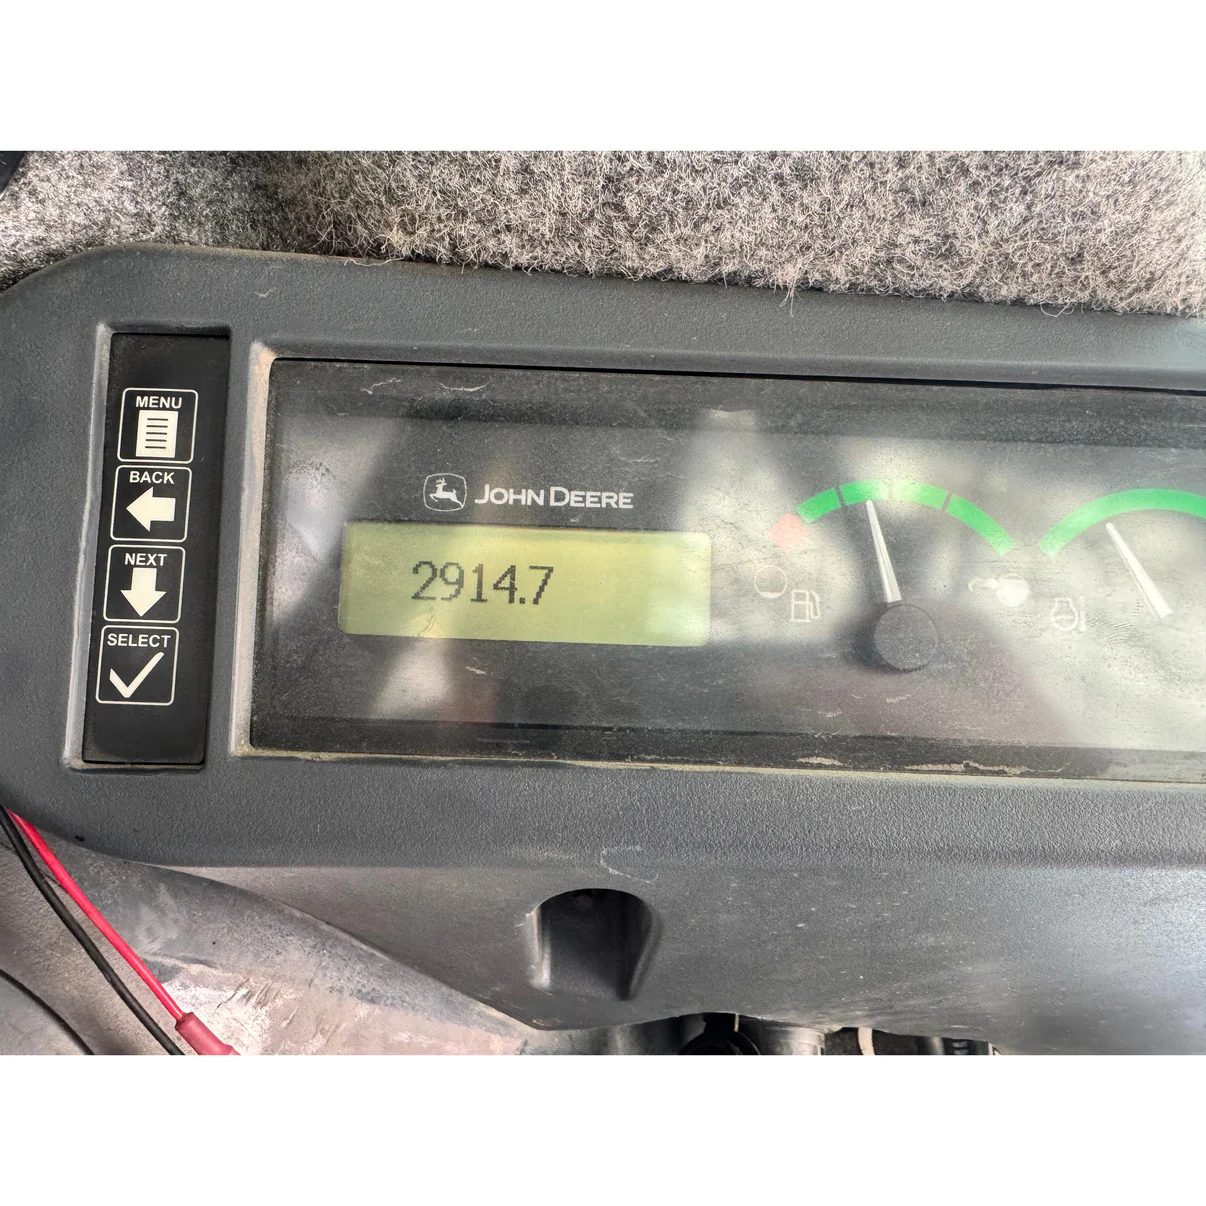 MENU
BACK
NEXT
SELECT
JOHN DEERE
2914.7